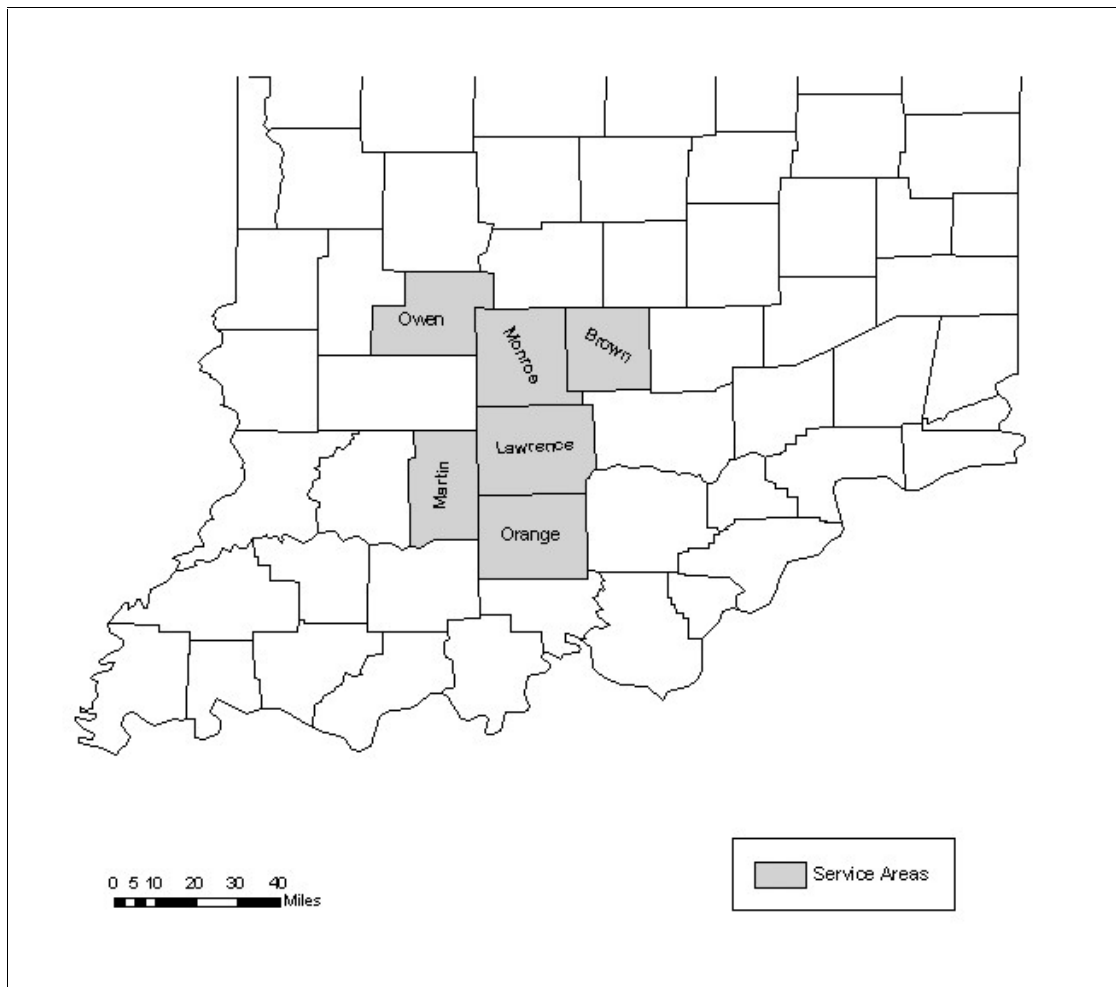 Owen
Monroe
Brown
Lawrence
Martin
Orange
0 5 10 20 30 40
Miles
Service Areas